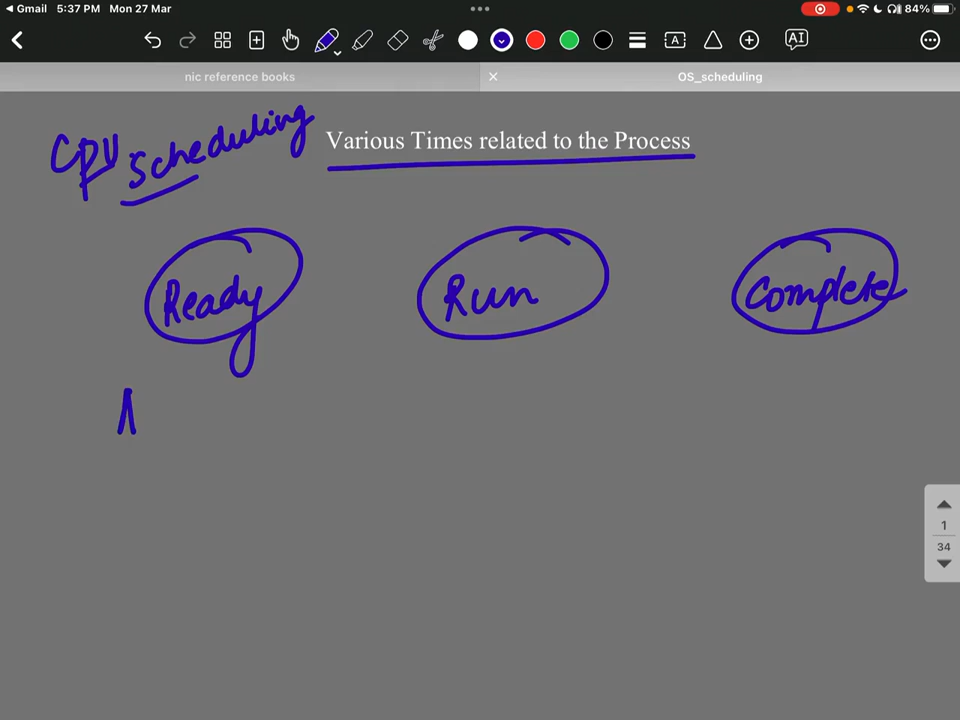 Gmail 5:37 PM Mon 27 Mar 84%
A AI
nic reference books OS_scheduling
CPU scheduling
Various Times related to the Process
Ready Run Complete
1
34